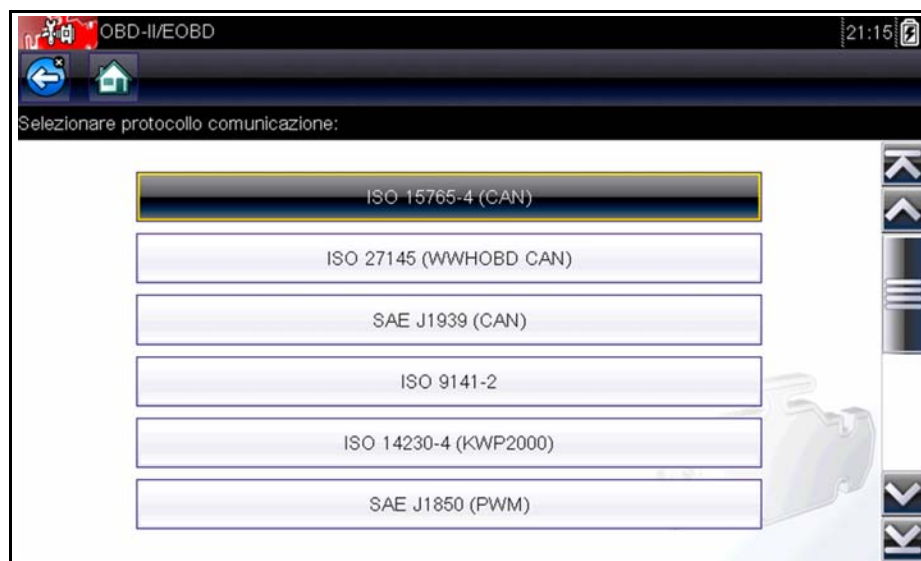 OBD-II/EOBD
21:15
Selezionare protocollo comunicazione:
ISO 15765-4 (CAN)
ISO 27145 (WWHOBD CAN)
SAE J1939 (CAN)
ISO 9141-2
ISO 14230-4 (KWP2000)
SAE J1850 (PWM)